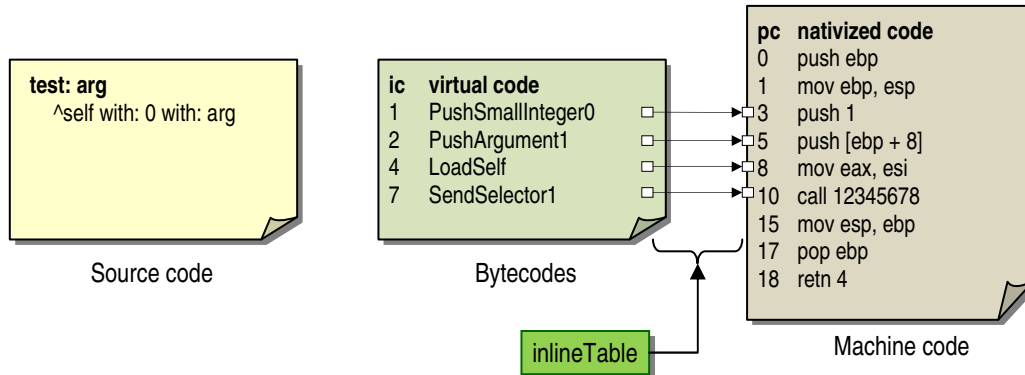 test: arg
^self with: 0 with: arg
Source code
ic virtual code
1 PushSmallInteger0
2 PushArgument1
4 LoadSelf
7 SendSelector1
Bytecodes
inlineTable
pc nativized code
0 push ebp
1 mov ebp, esp
3 push 1
5 push [ebp + 8]
8 mov eax, esi
10 call 12345678
15 mov esp, ebp
17 pop ebp
18 retn 4
Machine code